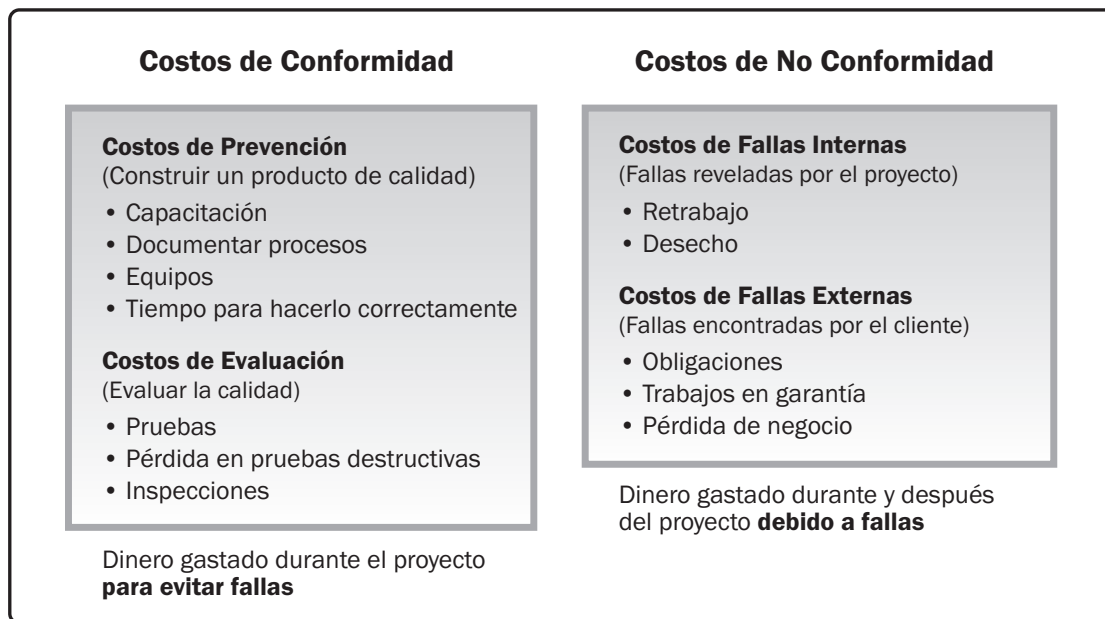 Costos de Conformidad
Costos de Prevención
(Construir un producto de calidad)
• Capacitación
• Documentar procesos
• Equipos
• Tiempo para hacerlo correctamente
Costos de Evaluación
(Evaluar la calidad)
• Pruebas
• Pérdida en pruebas destructivas
• Inspecciones
Dinero gastado durante el proyecto
para evitar fallas
Costos de No Conformidad
Costos de Fallas Internas
(Fallas reveladas por el proyecto)
• Retrabajo
• Desecho
Costos de Fallas Externas
(Fallas encontradas por el cliente)
• Obligaciones
• Trabajos en garantía
• Pérdida de negocio
Dinero gastado durante y después
del proyecto debido a fallas